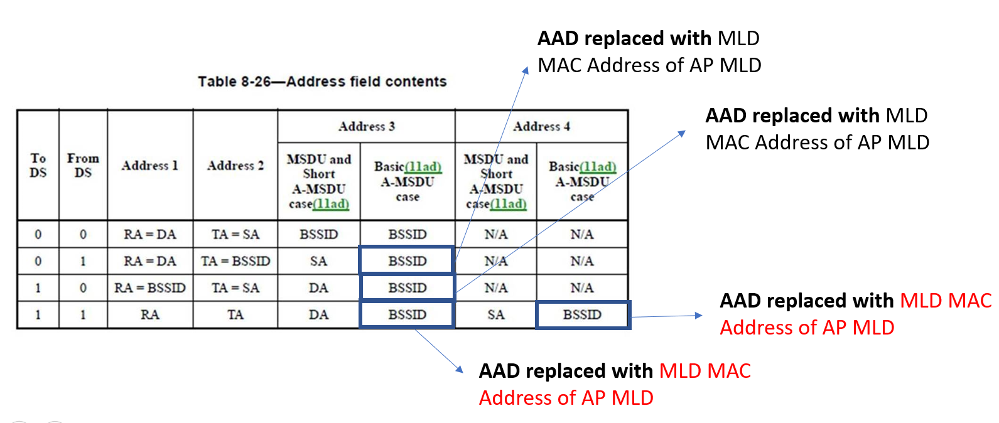 AAD replaced with MLD
MAC Address of AP MLD
Table 8-26—Address field contents
AAD replaced with MLD
MAC Address of AP MLD
To DS | From DS | Address 1 | Address 2 | Address 3 | Address 4
MSDU and Short A-MSDU case(11ad) | Basic(11ad) A-MSDU case | MSDU and Short A-MSDU case(11ad) | Basic(11ad) A-MSDU case
0 | 0 | RA = DA | TA = SA | BSSID | BSSID | N/A | N/A
0 | 1 | RA = DA | TA = BSSID | SA | BSSID | N/A | N/A
1 | 0 | RA = BSSID | TA = SA | DA | BSSID | N/A | N/A
1 | 1 | RA | TA | DA | BSSID | SA | BSSID
AAD replaced with MLD MAC
Address of AP MLD
AAD replaced with MLD MAC
Address of AP MLD